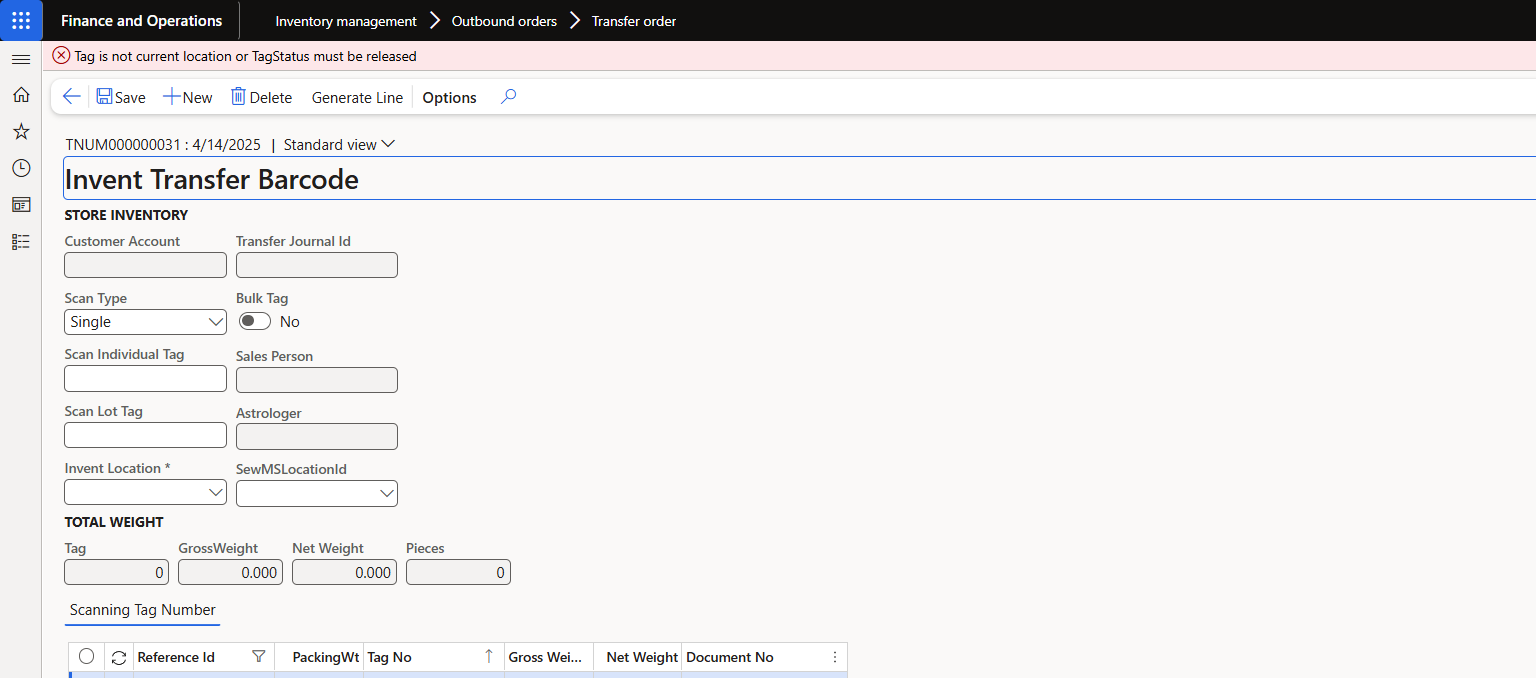 Finance and Operations Inventory management Outbound orders Transfer order
Tag is not current location or TagStatus must be released
Save New Delete Generate Line Options
TNUM000000031 : 4/14/2025 | Standard view
Invent Transfer Barcode
STORE INVENTORY
Customer Account Transfer Journal Id
Scan Type Bulk Tag
Single No
Scan Individual Tag Sales Person
Scan Lot Tag Astrologer
Invent Location * SewMSLocationId
TOTAL WEIGHT
Tag GrossWeight Net Weight Pieces
0 0.000 0.000 0
Scanning Tag Number
Reference Id PackingWt Tag No Gross Wei... Net Weight Document No